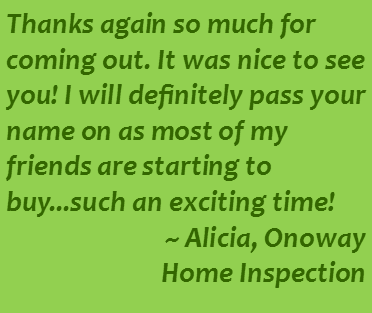 Thanks again so much for
coming out. It was nice to see
you! I will definitely pass your
name on as most of my
friends are starting to
buy...such an exciting time!
~ Alicia, Onoway
Home Inspection